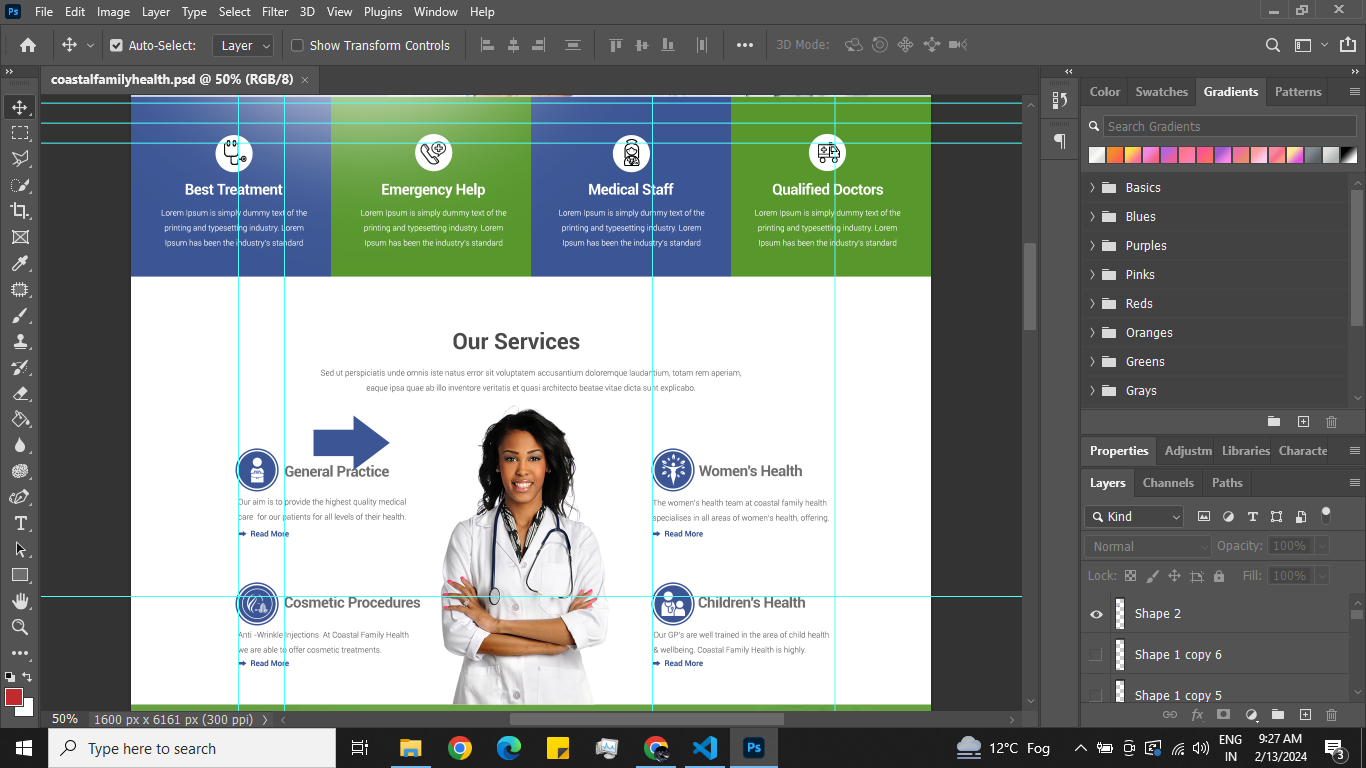 File Edit Image Layer Type Select Filter 3D View Plugins Window Help
Auto-Select: Layer Show Transform Controls 3D Mode:
coastalfamilyhealth.psd @ 50% (RGB/8)
Best Treatment
Lorem Ipsum is simply dummy text of the
printing and typesetting industry. Lorem
Ipsum has been the industry's standard
Emergency Help
Lorem Ipsum is simply dummy text of the
printing and typesetting industry. Lorem
Ipsum has been the industry's standard
Medical Staff
Lorem Ipsum is simply dummy text of the
printing and typesetting industry. Lorem
Ipsum has been the industry's standard
Qualified Doctors
Lorem Ipsum is simply dummy text of the
printing and typesetting industry. Lorem
Ipsum has been the industry's standard
Our Services
Sed ut perspiciatis unde omnis iste natus error sit voluptatem accusantium doloremque laudantium, totam rem aperiam,
eaque ipsa quae ab illo inventore veritatis et quasi architecto beatae vitae dicta sunt explicabo.
General Practice
Our aim is to provide the highest quality medical
care for our patients for all levels of their health.
Read More
Women's Health
The women's health team at coastal family health
specialises in all areas of women's health, offering.
Read More
Cosmetic Procedures
Anti -Wrinkle Injections At Coastal Family Health
we are able to offer cosmetic treatments.
Read More
Children's Health
Our GP's are well trained in the area of child health
& wellbeing. Coastal Family Health is highly.
Read More
50% 1600 px x 6161 px (300 ppi)
Color Swatches Gradients Patterns
Search Gradients
Basics
Blues
Purples
Pinks
Reds
Oranges
Greens
Grays
Properties Adjustm Libraries Characte
Layers Channels Paths
Kind
Normal Opacity: 100%
Lock: Fill: 100%
Shape 2
Shape 1 copy 6
Shape 1 copy 5
Type here to search
12°C Fog
ENG
IN
9:27 AM
2/13/2024
3